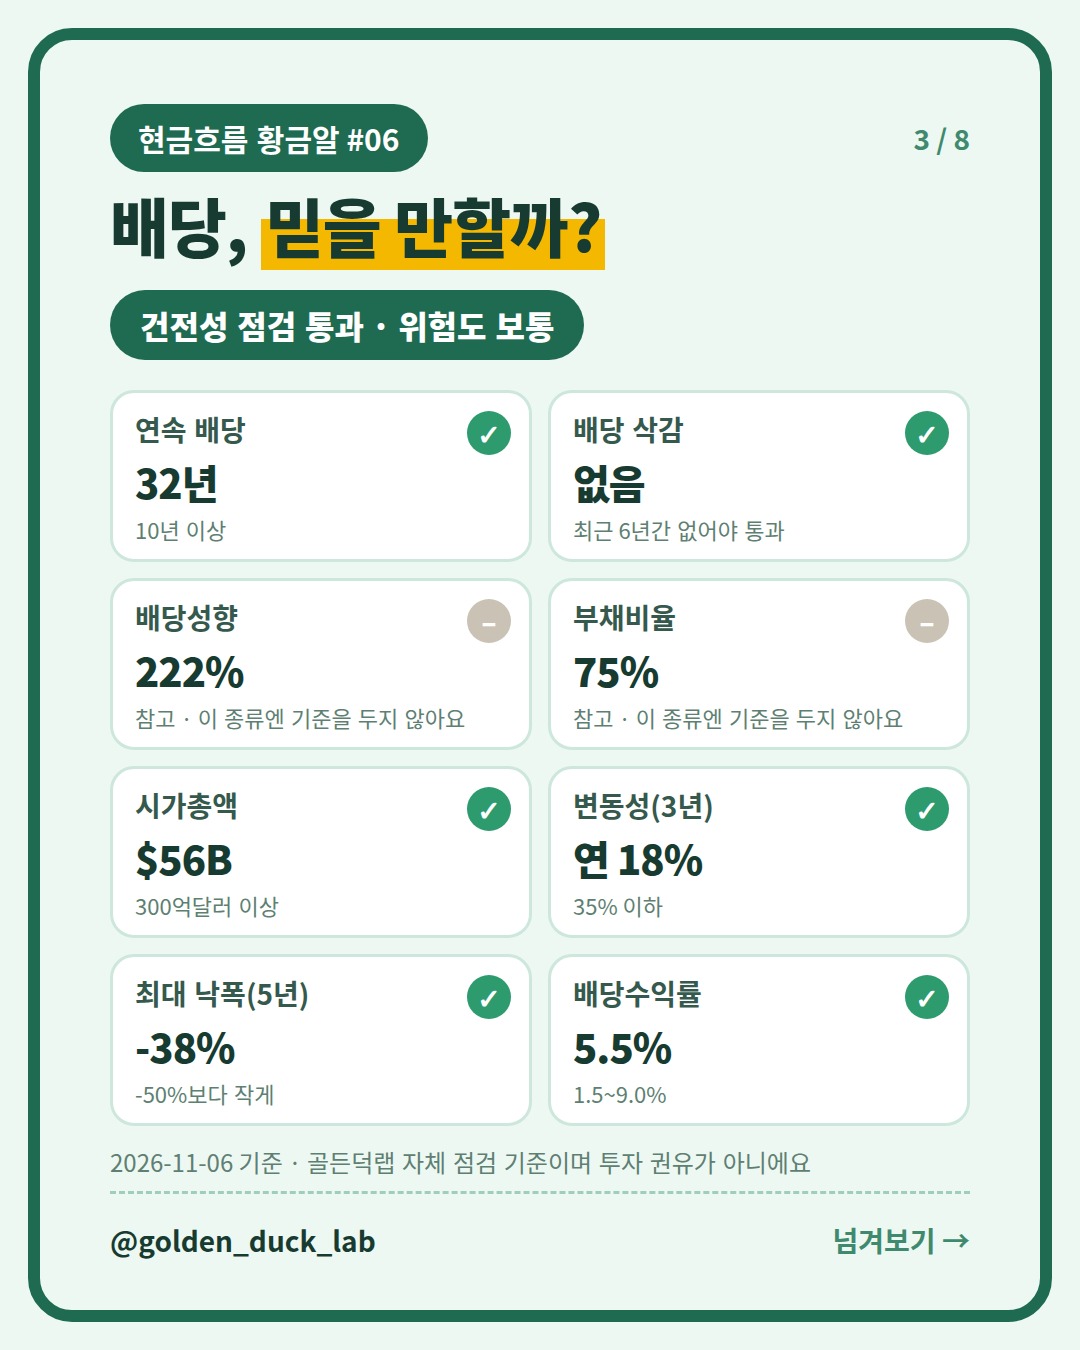 현금흐름 황금알 #06
3 / 8
배당, 믿을 만할까?
건전성 점검 통과 · 위험도 보통
연속 배당
✓
32년
10년 이상
배당 삭감
✓
없음
최근 6년간 없어야 통과
배당성향
–
222%
참고 · 이 종류엔 기준을 두지 않아요
부채비율
–
75%
참고 · 이 종류엔 기준을 두지 않아요
시가총액
✓
$56B
300억달러 이상
변동성(3년)
✓
연 18%
35% 이하
최대 낙폭(5년)
✓
-38%
-50%보다 작게
배당수익률
✓
5.5%
1.5~9.0%
2026-11-06 기준 · 골든덕랩 자체 점검 기준이며 투자 권유가 아니에요
@golden_duck_lab
넘겨보기 →